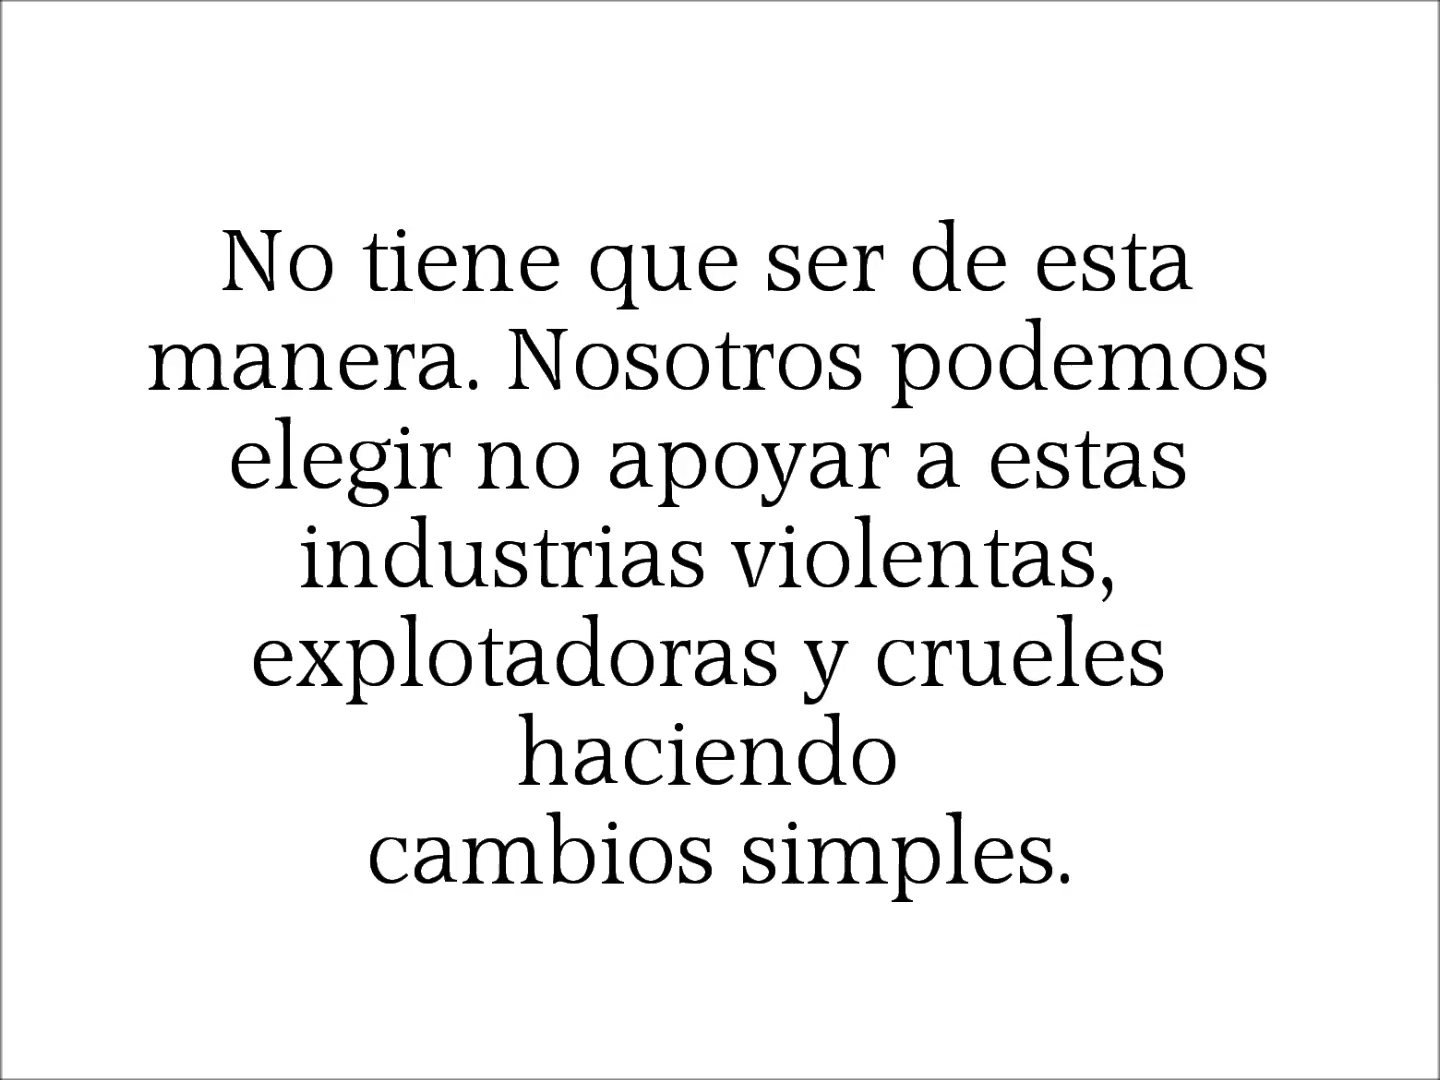 No tiene que ser de esta
manera. Nosotros podemos
elegir no apoyar a estas
industrias violentas,
explotadoras y crueles
haciendo
cambios simples.